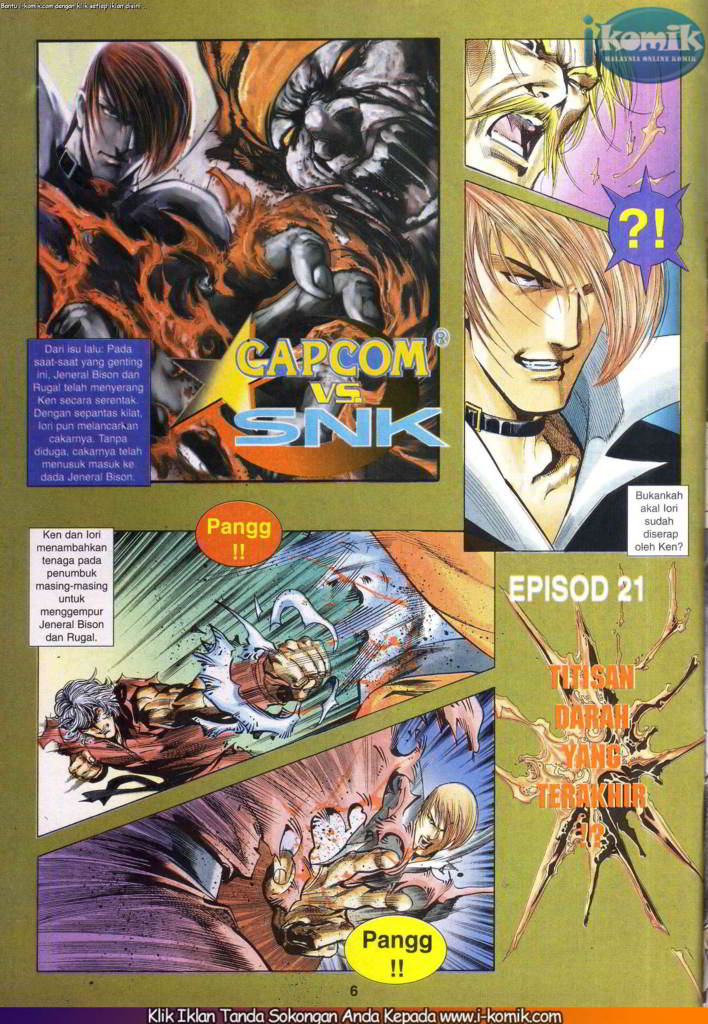 Bantu i-komik.com dengan klik setiap iklan disini ..
ikomik
MALAYSIA ONLINE KOMIK
?!
CAPCOM®
VS.
SNK
Dari isu lalu: Pada
saat-saat yang genting
ini, Jeneral Bison dan
Rugal telah menyerang
Ken secara serentak.
Dengan sepantas kilat,
Iori pun melancarkan
cakarnya. Tanpa
diduga, cakarnya telah
menusuk masuk ke
dada Jeneral Bison.
Bukankah
akal Iori
sudah
diserap
oleh Ken?
Ken dan Iori
menambahkan
tenaga pada
penumbuk
masing-masing
untuk
menggempur
Jeneral Bison
dan Rugal.
Pangg
!!
EPISOD 21
TITISAN
DARAH
YANG
TERAKHIR
!?
Pangg
!!
6
Klik Iklan Tanda Sokongan Anda Kepada www.i-komik.com